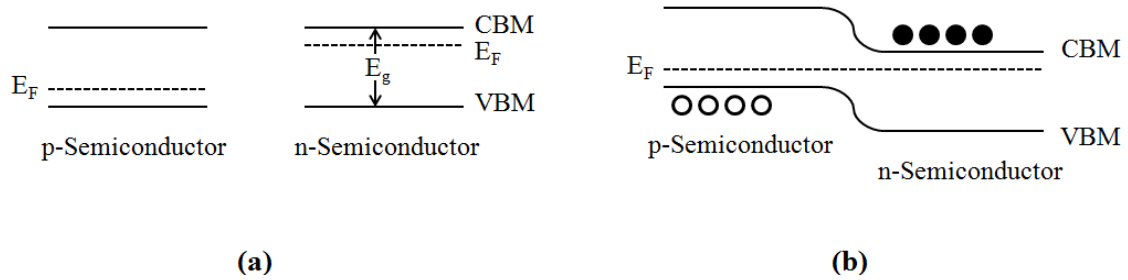 CBM
E_F
E_g
E_F
VBM
p-Semiconductor
n-Semiconductor
(a)
CBM
E_F
VBM
p-Semiconductor
n-Semiconductor
(b)